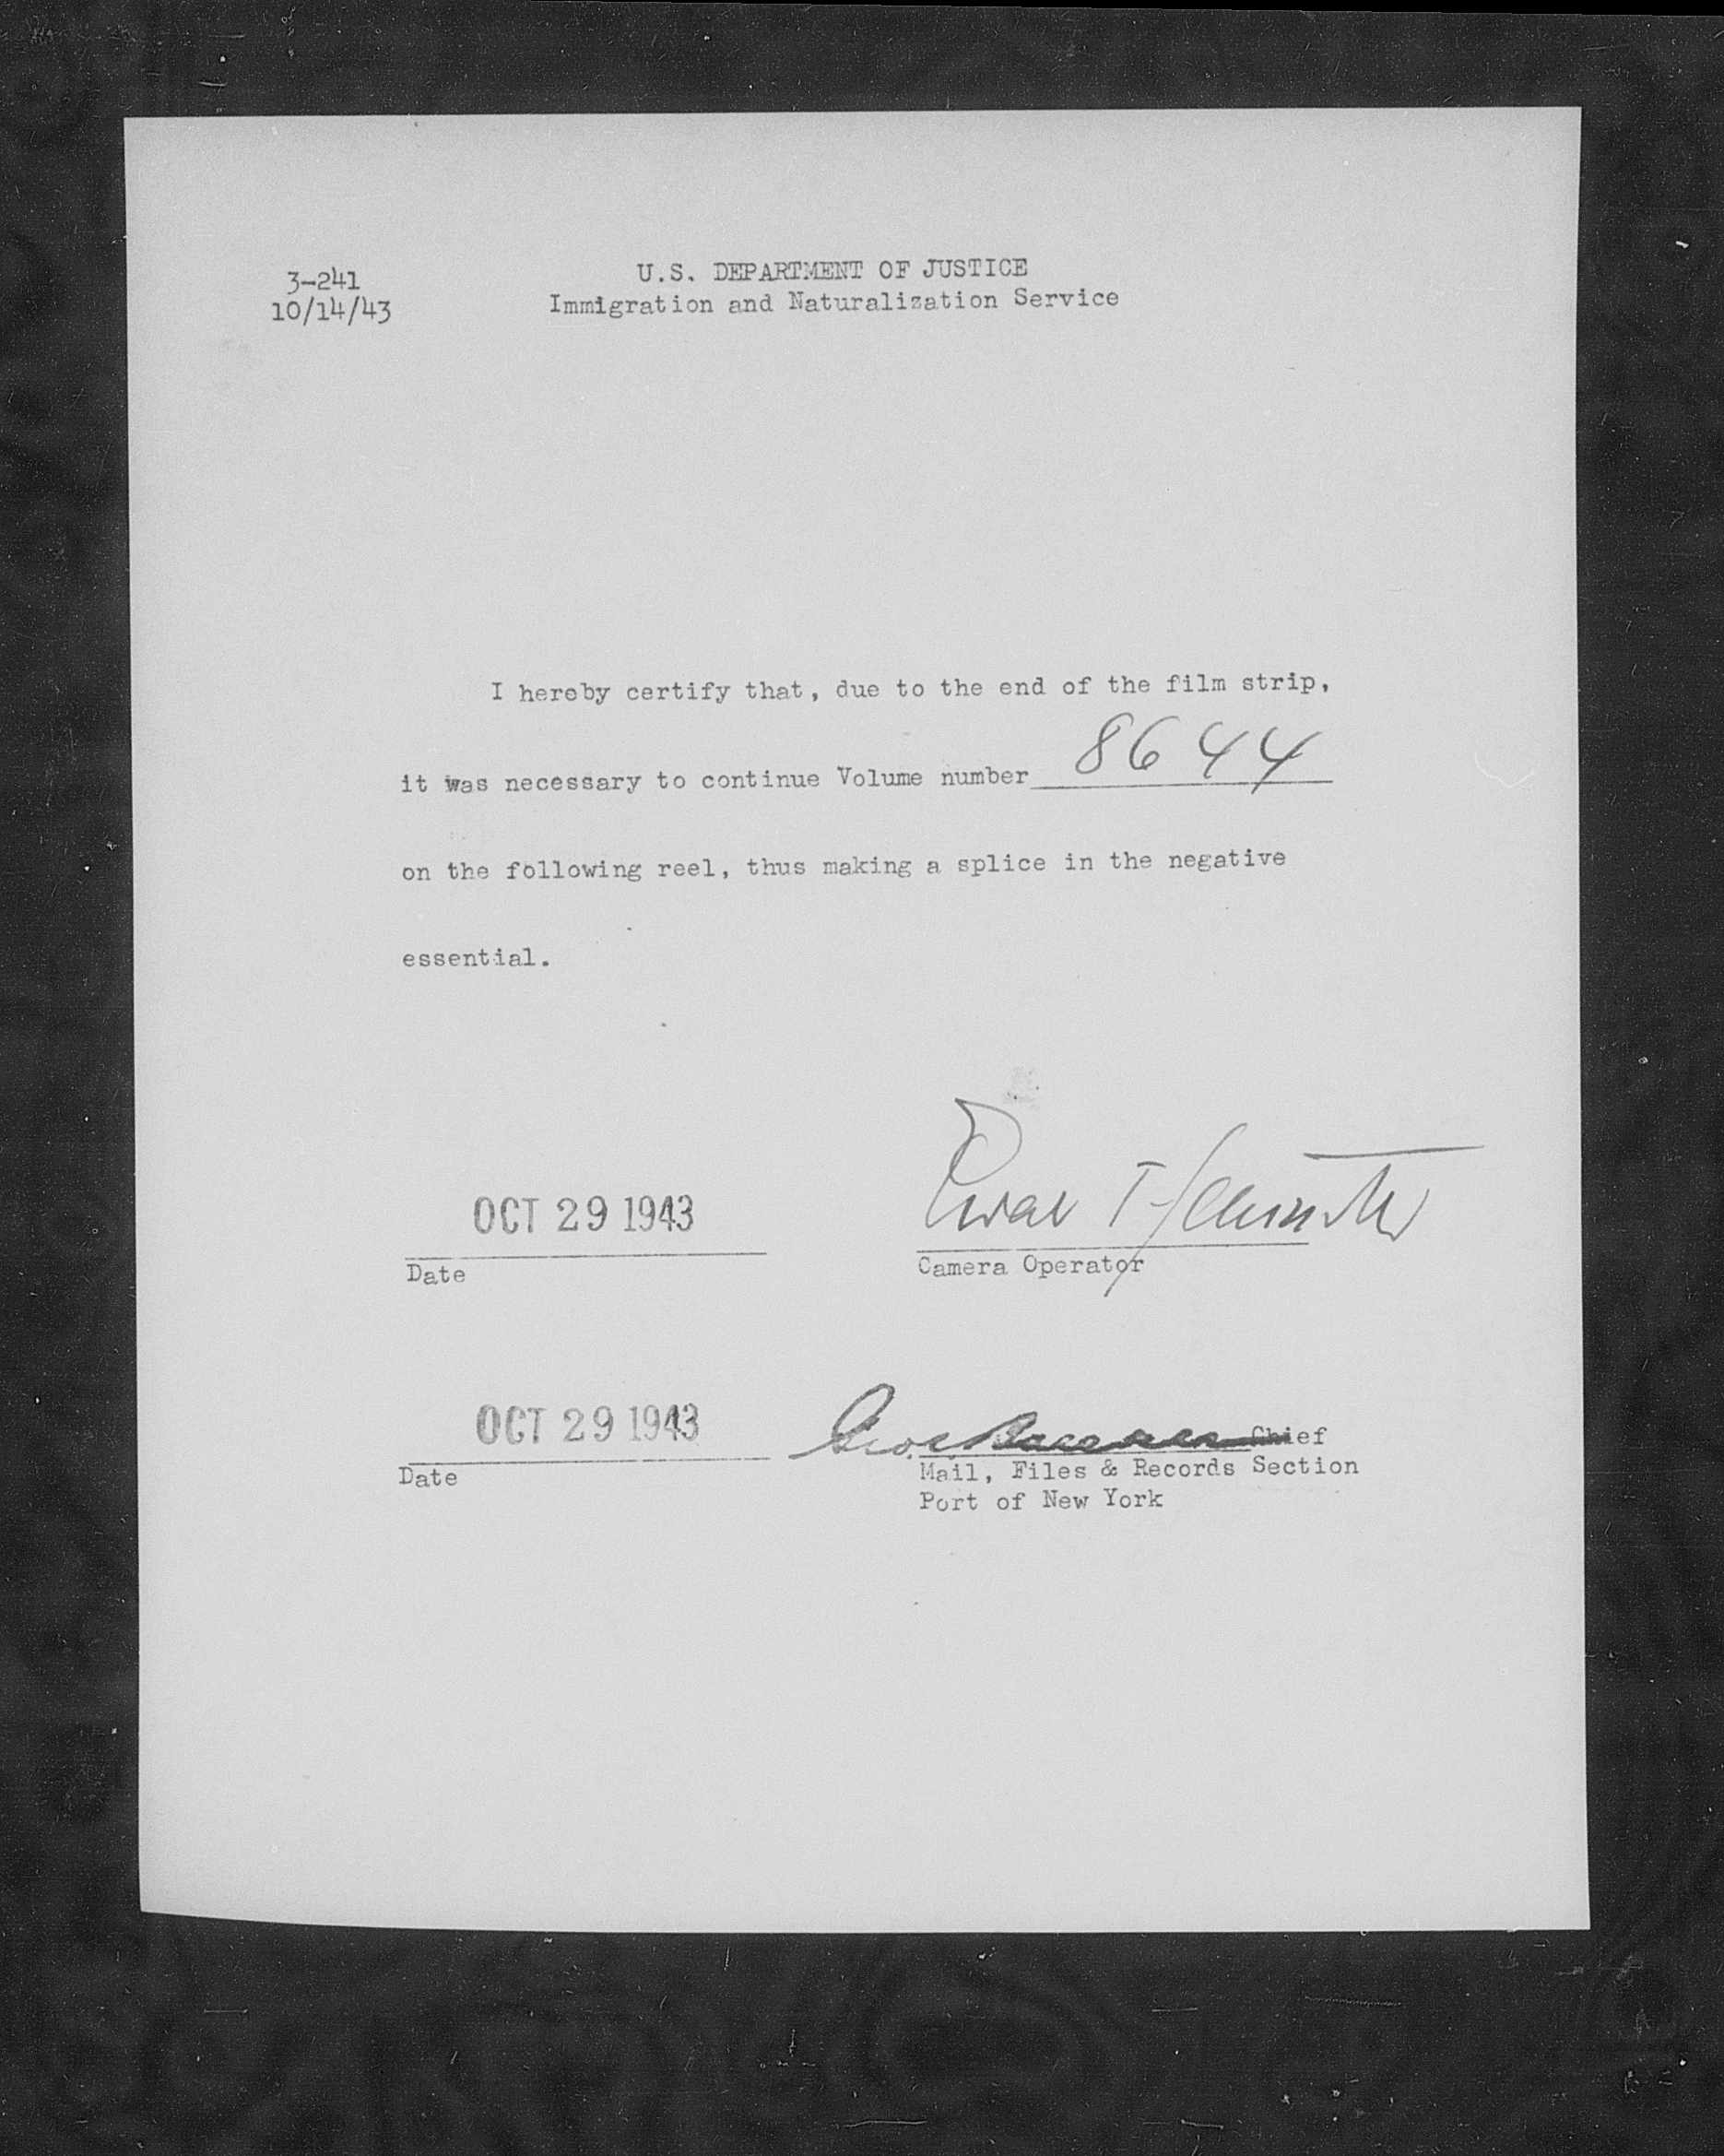 3-241
10/14/43
U.S. DEPARTMENT OF JUSTICE
Immigration and Naturalization Service
I hereby certify that, due to the end of the film strip,
it was necessary to continue Volume number 8644
on the following reel, thus making a splice in the negative
essential.
OCT 29 1943
Date
Camera Operator
OCT 29 1943
Date
Chief
Mail, Files & Records Section
Port of New York